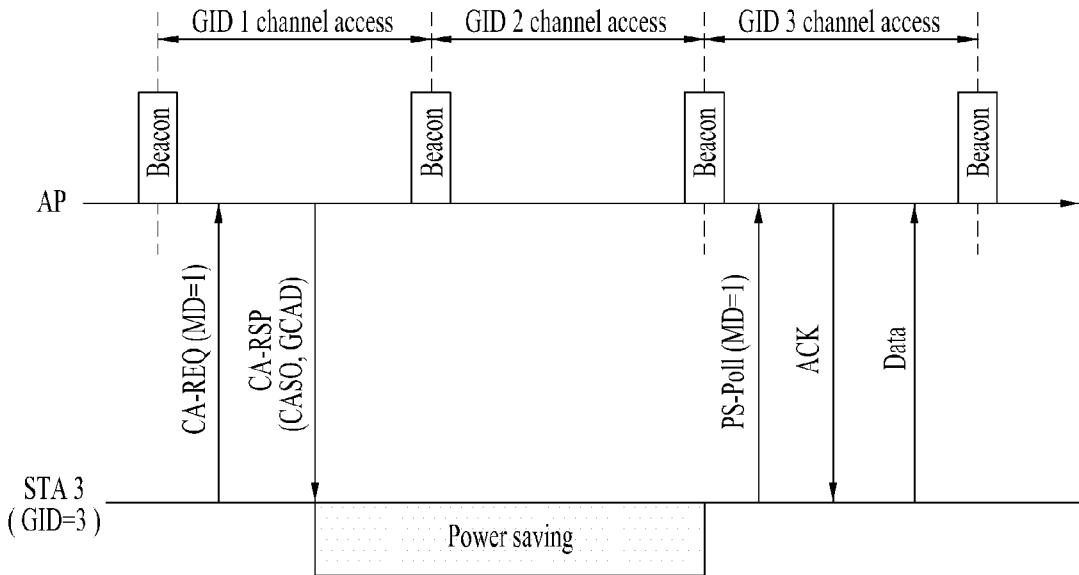 GID 1 channel access
GID 2 channel access
GID 3 channel access
Beacon
Beacon
Beacon
Beacon
AP
CA-REQ (MD=1)
CA-RSP
(CASO, GCAD)
PS-Poll (MD=1)
ACK
Data
STA 3
( GID=3 )
Power saving